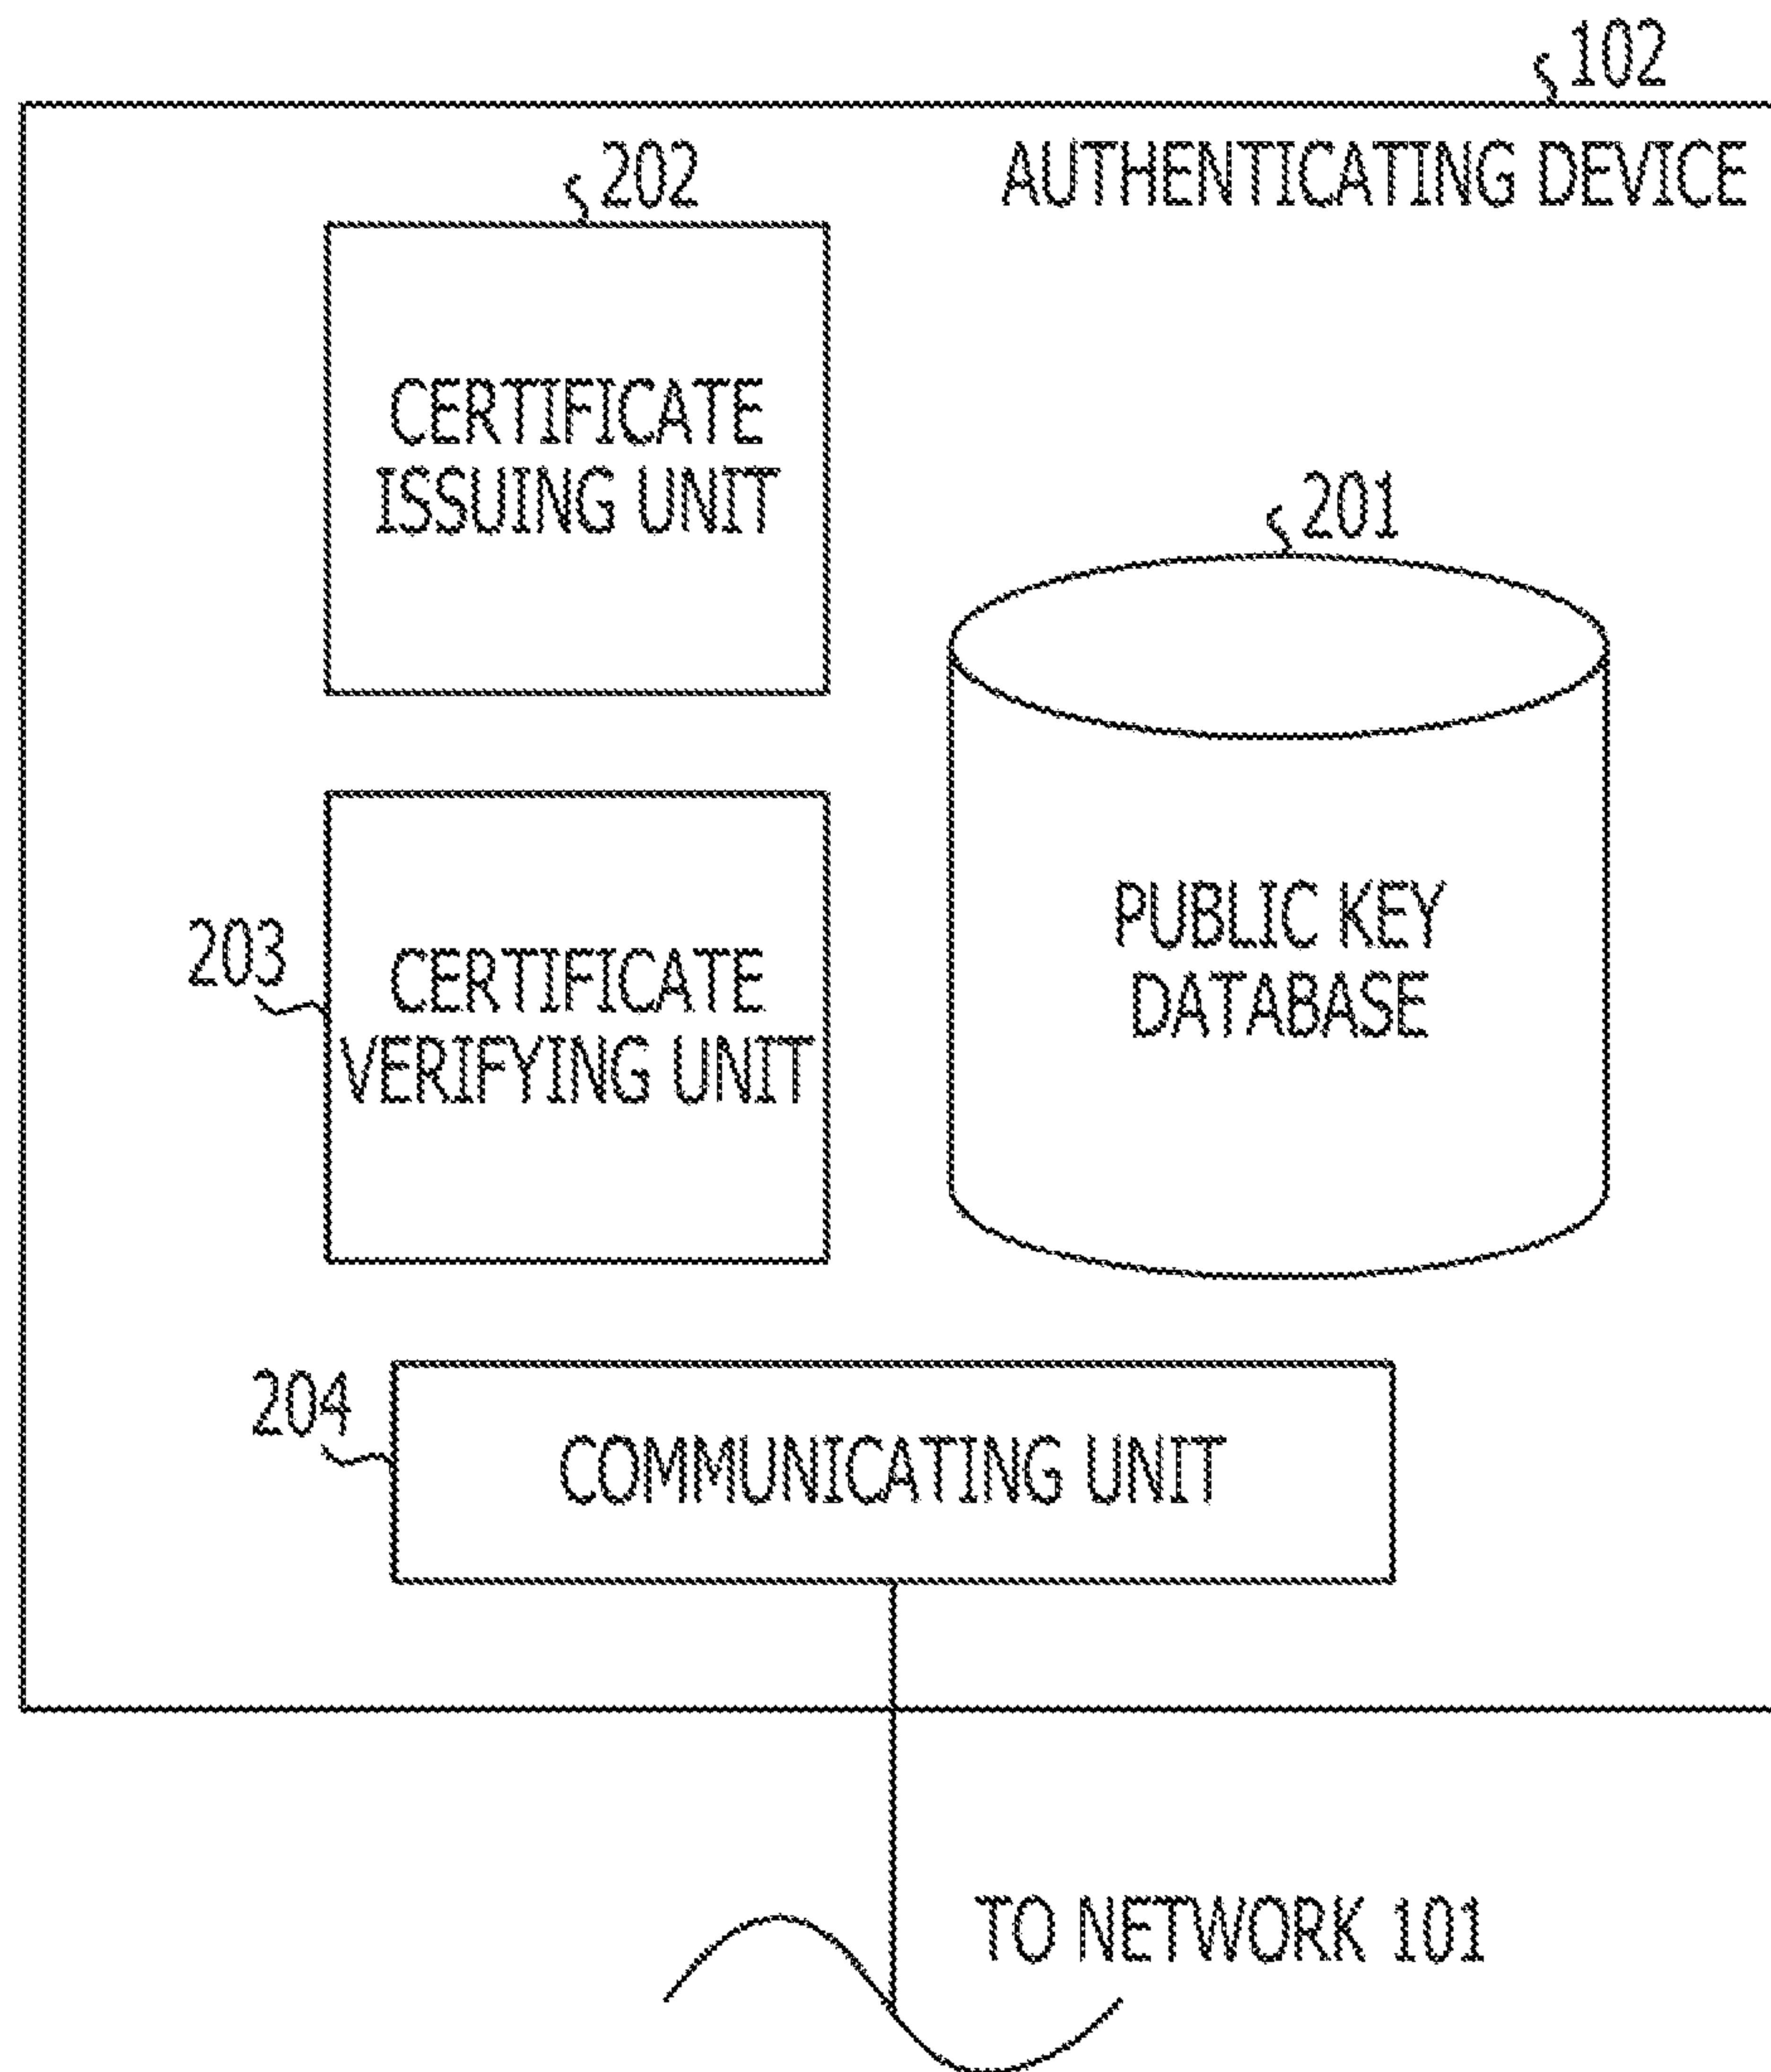 102
AUTHENTICATING DEVICE
202
CERTIFICATE
ISSUING UNIT
201
PUBLIC KEY
DATABASE
203
CERTIFICATE
VERIFYING UNIT
204
COMMUNICATING UNIT
TO NETWORK 101